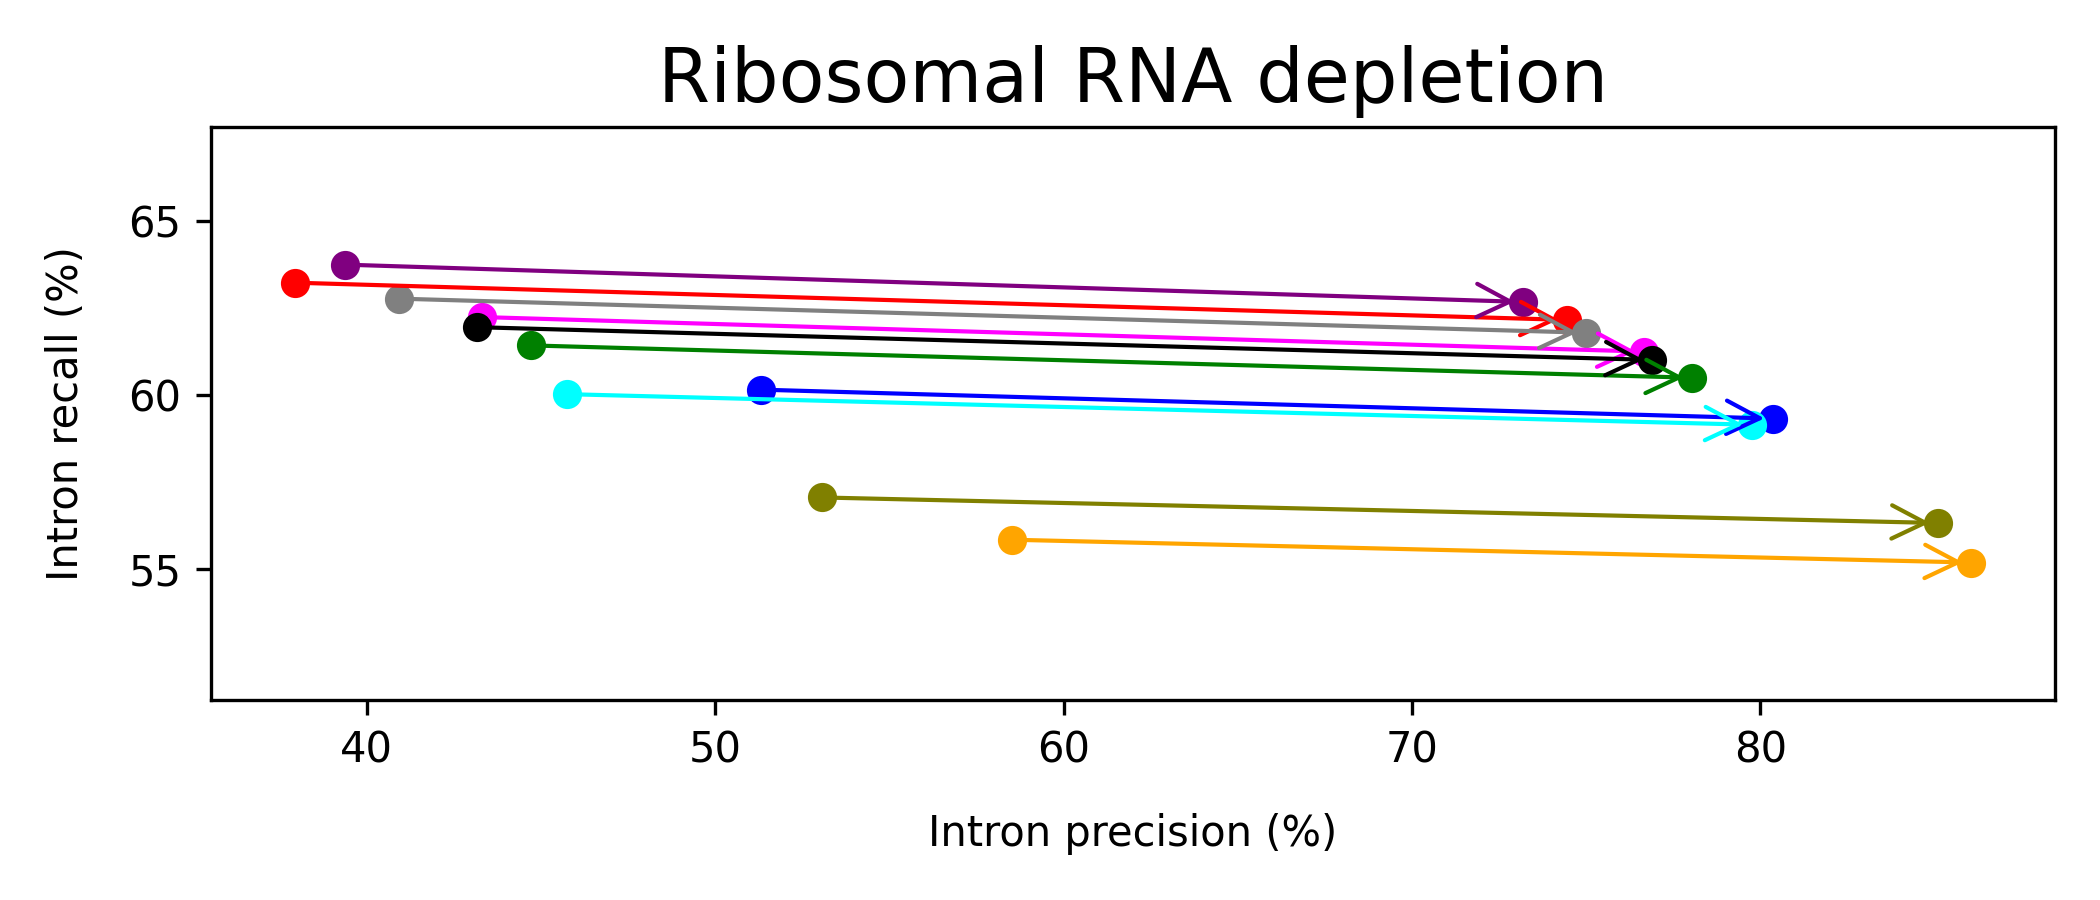 Ribosomal RNA depletion
Intron recall (%)
65
60
55
40 50 60 70 80
Intron precision (%)